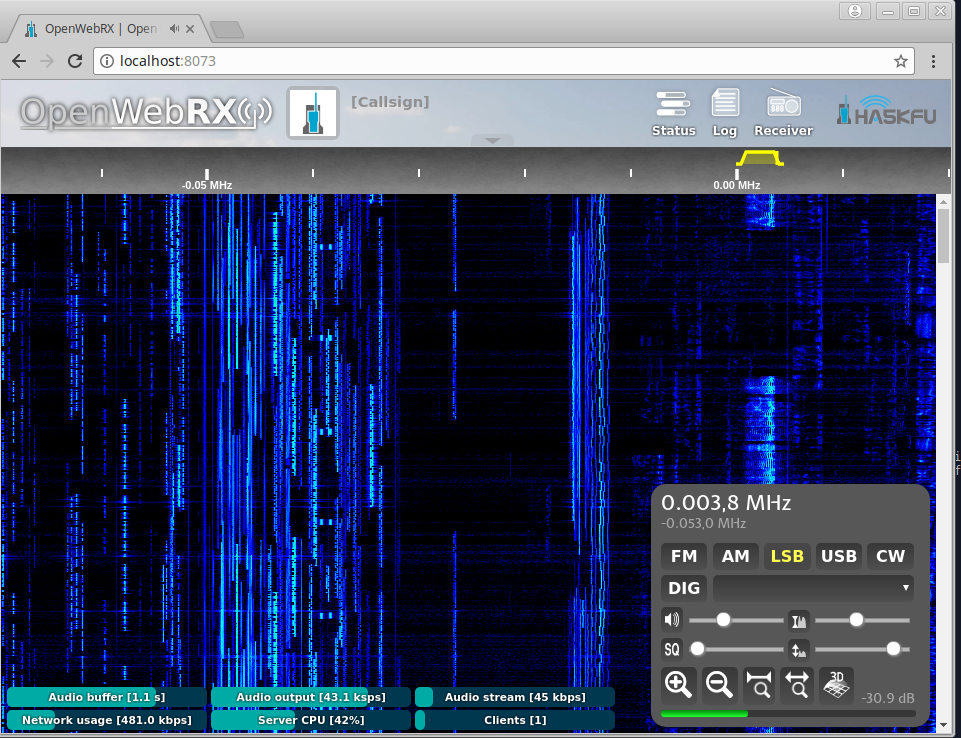 OpenWebRX | Open
localhost:8073
OpenWebRX
[Callsign]
Status
Log
Receiver
HASKFU
-0.05 MHz
0.00 MHz
0.003,8 MHz
-0.053,0 MHz
FM
AM
LSB
USB
CW
DIG
SQ
3D
-30.9 dB
Audio buffer [1.1 s]
Audio output [43.1 ksps]
Audio stream [45 kbps]
Network usage [481.0 kbps]
Server CPU [42%]
Clients [1]